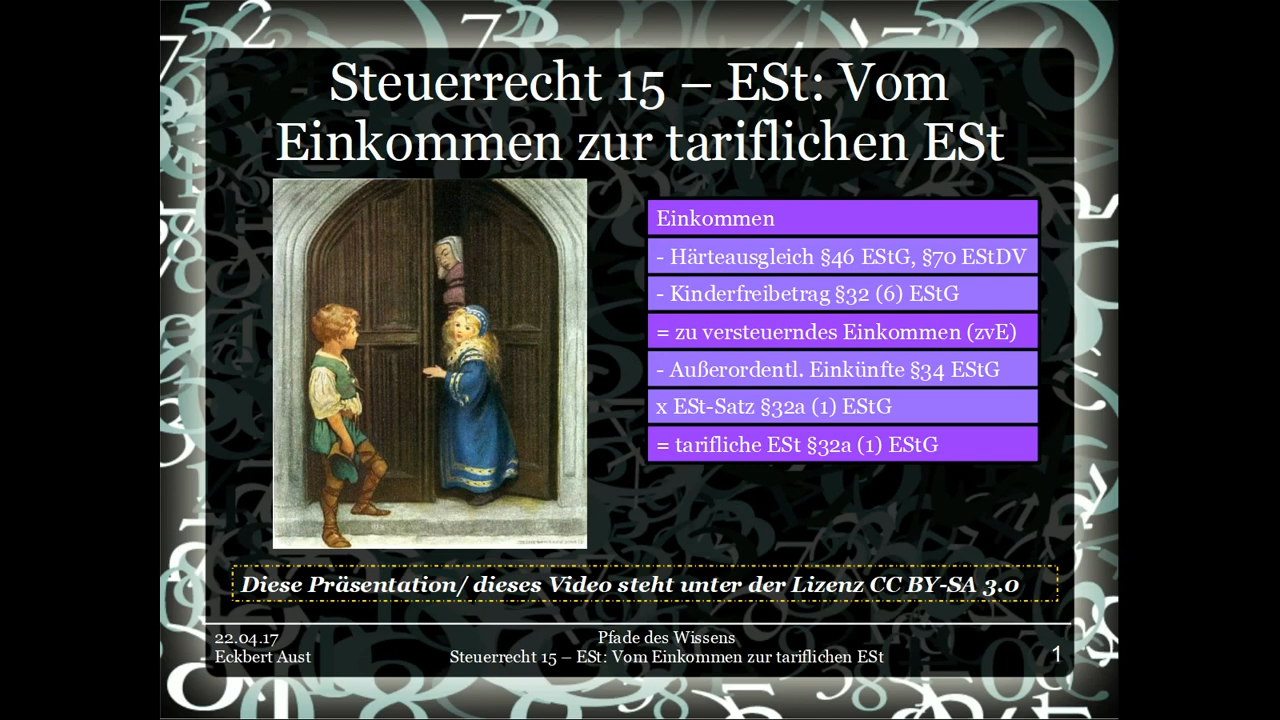 Steuerrecht 15 – ESt: Vom
Einkommen zur tariflichen ESt
Einkommen
- Härteausgleich §46 EStG, §70 EStDV
- Kinderfreibetrag §32 (6) EStG
= zu versteuerndes Einkommen (zvE)
- Außerordentl. Einkünfte §34 EStG
x ESt-Satz §32a (1) EStG
= tarifliche ESt §32a (1) EStG
Diese Präsentation/ dieses Video steht unter der Lizenz CC BY-SA 3.0
22.04.17
Eckbert Aust
Pfade des Wissens
Steuerrecht 15 – ESt: Vom Einkommen zur tariflichen ESt
1